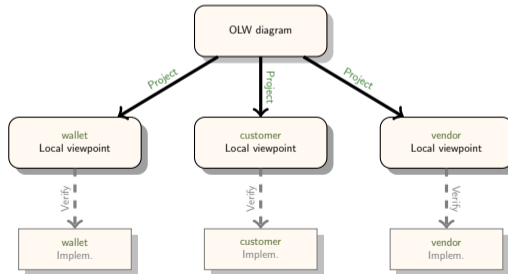 OLW diagram
Project
Project
Project
wallet
Local viewpoint
customer
Local viewpoint
vendor
Local viewpoint
Verify
Verify
Verify
wallet
Implem.
customer
Implem.
vendor
Implem.